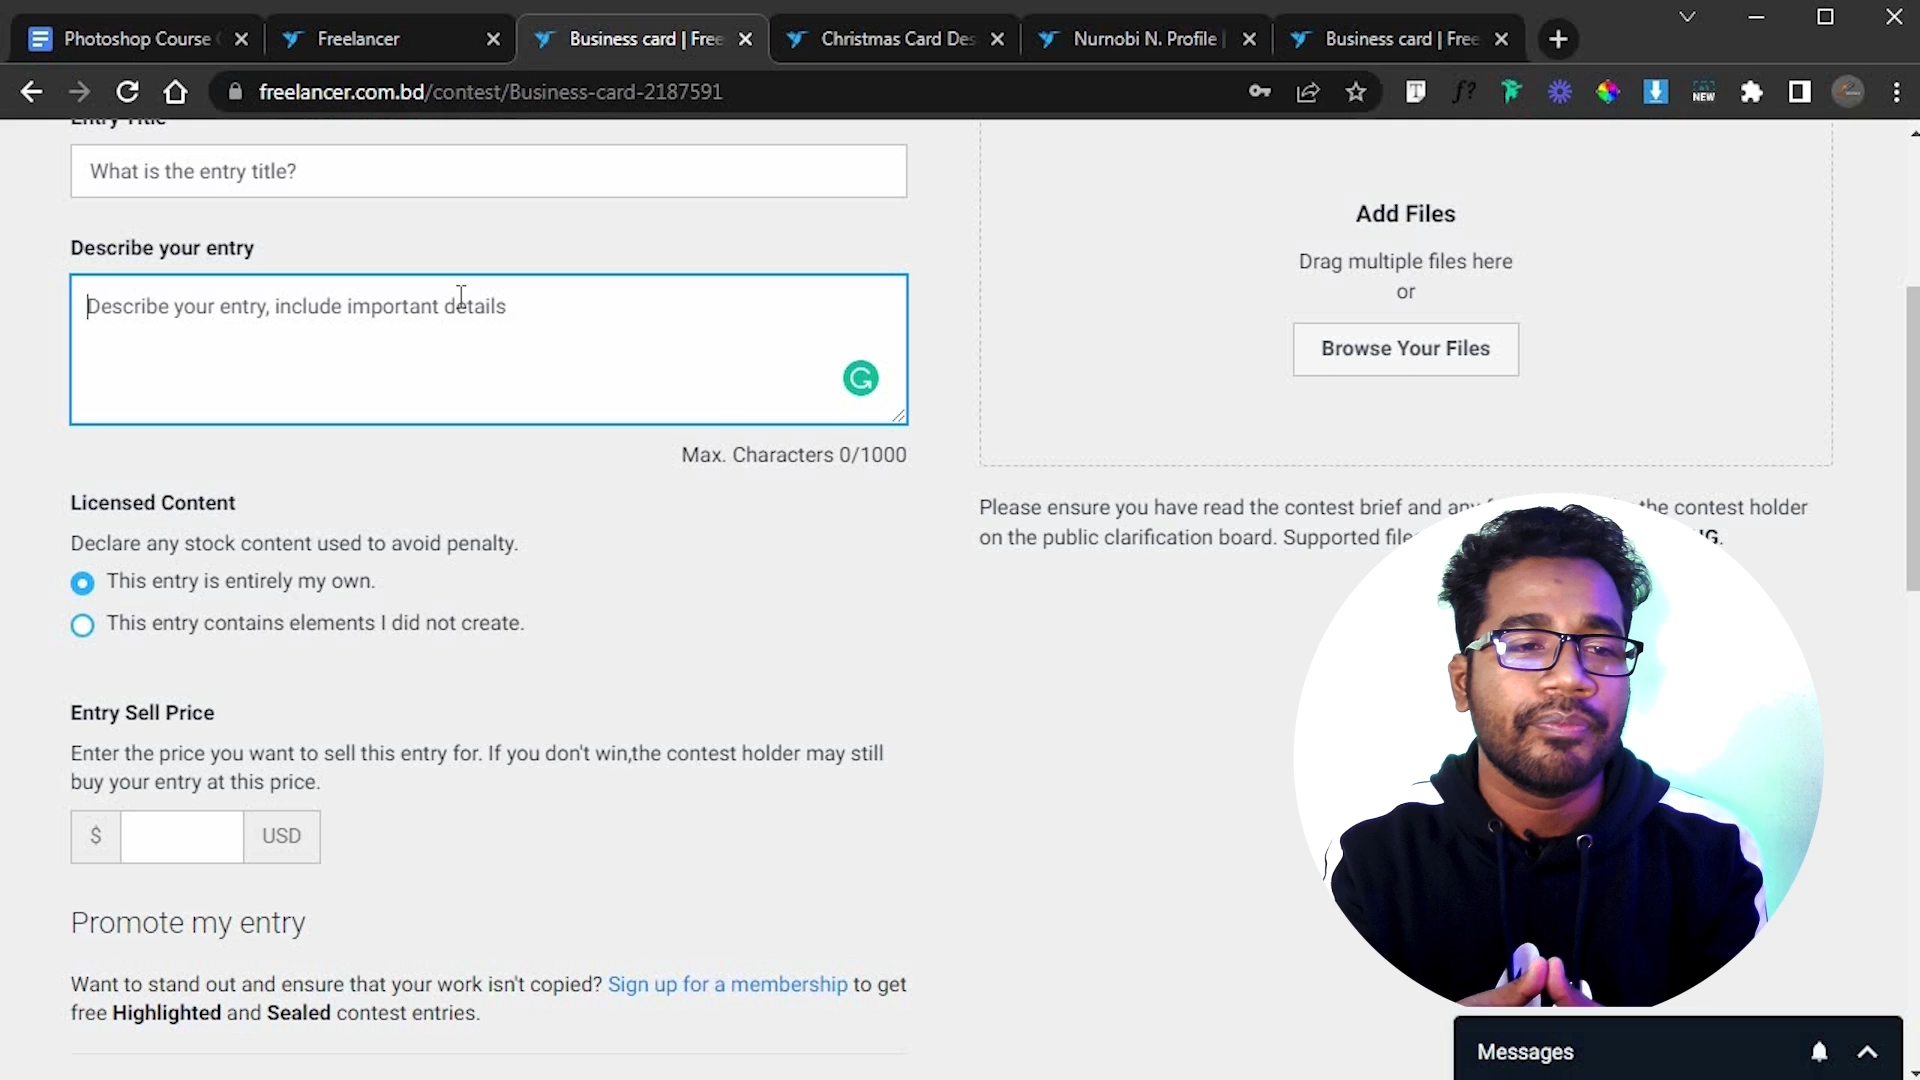 Photoshop Course
Freelancer
Business card | Free
Christmas Card Des
Nurnobi N. Profile |
Business card | Free
freelancer.com.bd/contest/Business-card-2187591
NEW
Entry Title
What is the entry title?
Describe your entry
Describe your entry, include important details
Max. Characters 0/1000
Licensed Content
Declare any stock content used to avoid penalty.
This entry is entirely my own.
This entry contains elements I did not create.
Entry Sell Price
Enter the price you want to sell this entry for. If you don't win,the contest holder may still
buy your entry at this price.
$ USD
Promote my entry
Want to stand out and ensure that your work isn't copied? Sign up for a membership to get
free Highlighted and Sealed contest entries.
Add Files
Drag multiple files here
or
Browse Your Files
Please ensure you have read the contest brief and any the contest holder
on the public clarification board. Supported file
Messages